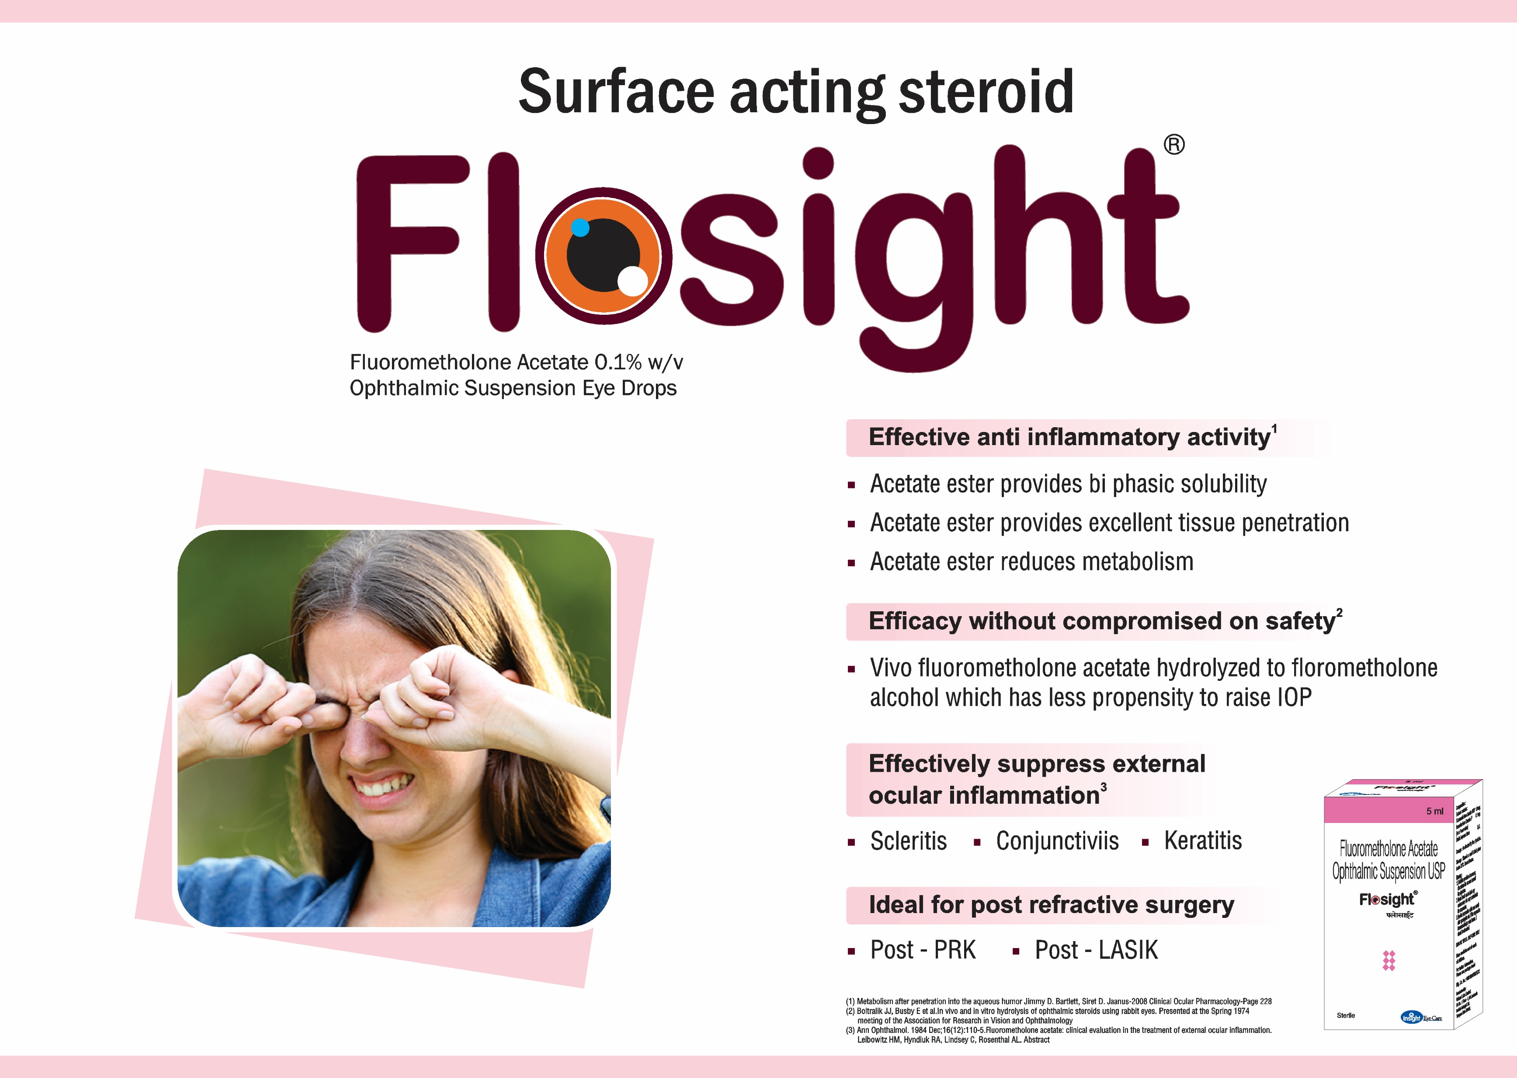 Surface acting steroid
Flosight®
Fluorometholone Acetate 0.1% w/v
Ophthalmic Suspension Eye Drops
Effective anti inflammatory activity¹
▪ Acetate ester provides bi phasic solubility
▪ Acetate ester provides excellent tissue penetration
▪ Acetate ester reduces metabolism
Efficacy without compromised on safety²
▪ Vivo fluorometholone acetate hydrolyzed to florometholone
alcohol which has less propensity to raise IOP
Effectively suppress external
ocular inflammation³
▪ Scleritis ▪ Conjunctiviis ▪ Keratitis
Ideal for post refractive surgery
▪ Post - PRK ▪ Post - LASIK
(1) Metabolism after penetration into the aqueous humor Jimmy D. Bartlett, Siret D. Jaanus-2008 Clinical Ocular Pharmacology-Page 228
(2) Boltralik JJ, Busby E et al.In vivo and in vitro hydrolysis of ophthalmic steroids using rabbit eyes. Presented at the Spring 1974
meeting of the Association for Research in Vision and Ophthalmology
(3) Ann Ophthalmol. 1984 Dec;16(12):110-5.Fluorometholone acetate: clinical evaluation in the treatment of external ocular inflammation.
Leibowitz HM, Hyndiuk RA, Lindsey C, Rosenthal AL. Abstract
Flosight®
5 ml
Fluorometholone Acetate
Ophthalmic Suspension USP
Flosight®
फ्लोसाईट
Sterile
insight Eye Care